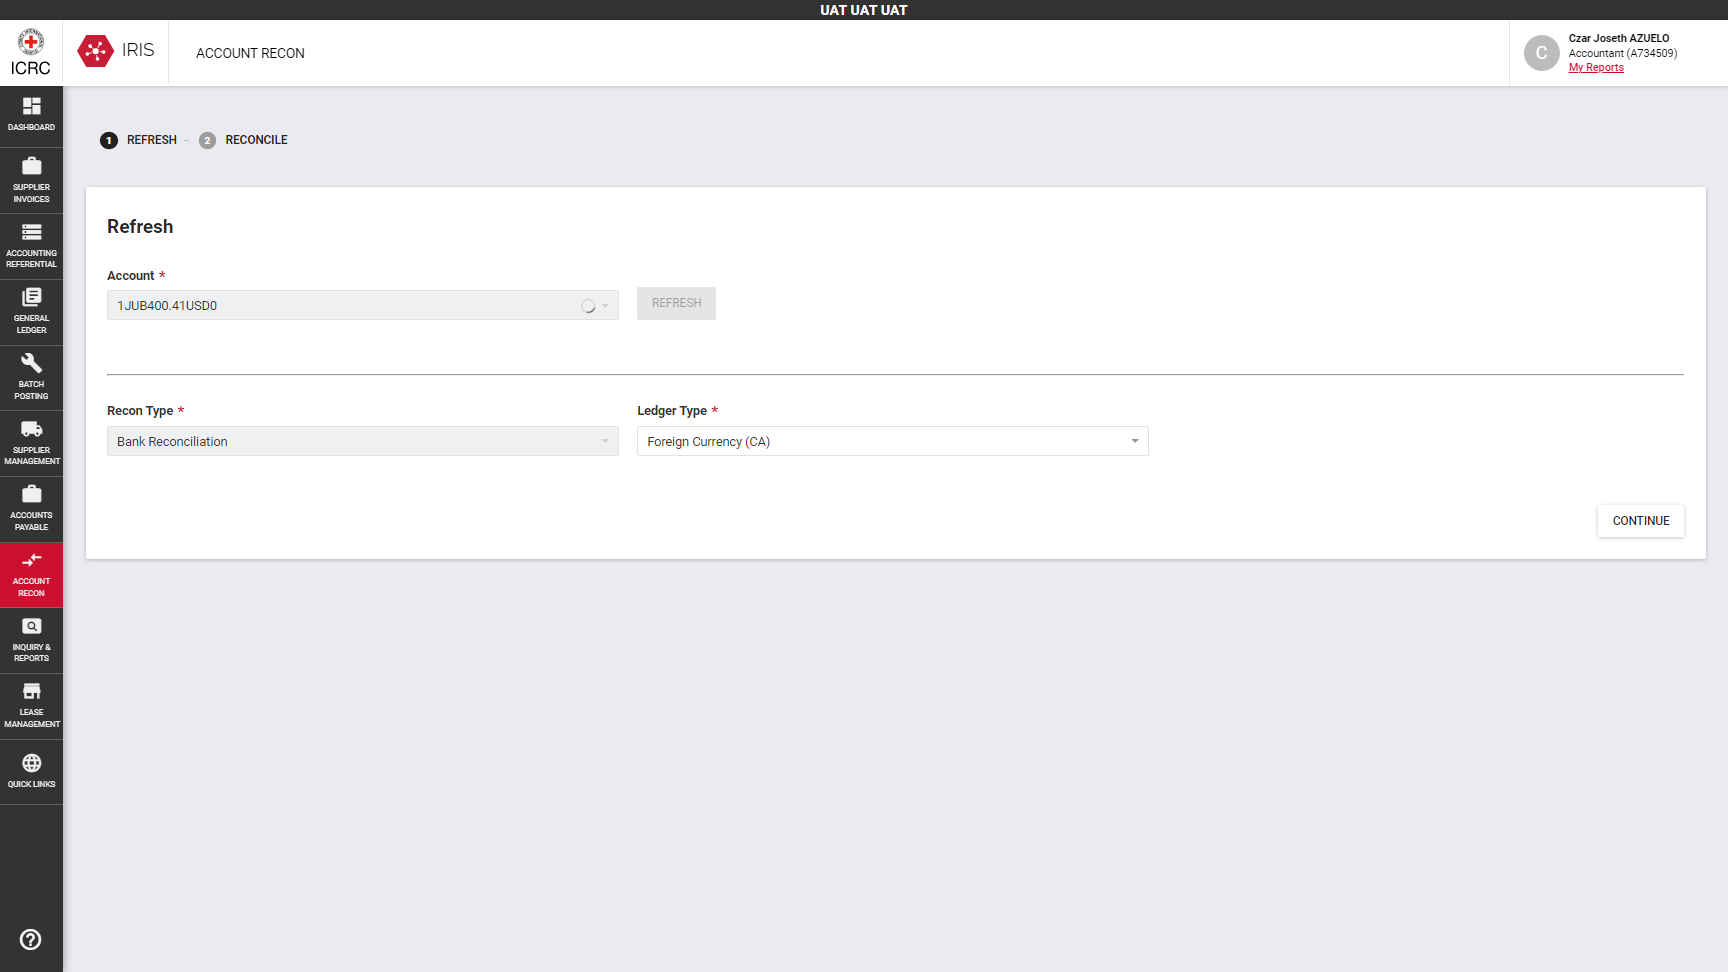 UAT UAT UAT
ICRC
IRIS
ACCOUNT RECON
C
Czar Joseth AZUELO
Accountant (A734509)
My Reports
DASHBOARD
SUPPLIER
INVOICES
ACCOUNTING
REFERENTIAL
GENERAL
LEDGER
BATCH
POSTING
SUPPLIER
MANAGEMENT
ACCOUNTS
PAYABLE
ACCOUNT
RECON
INQUIRY &
REPORTS
LEASE
MANAGEMENT
QUICK LINKS
1 REFRESH – 2 RECONCILE
Refresh
Account *
1JUB400.41USD0
REFRESH
Recon Type *
Ledger Type *
Bank Reconciliation
Foreign Currency (CA)
CONTINUE